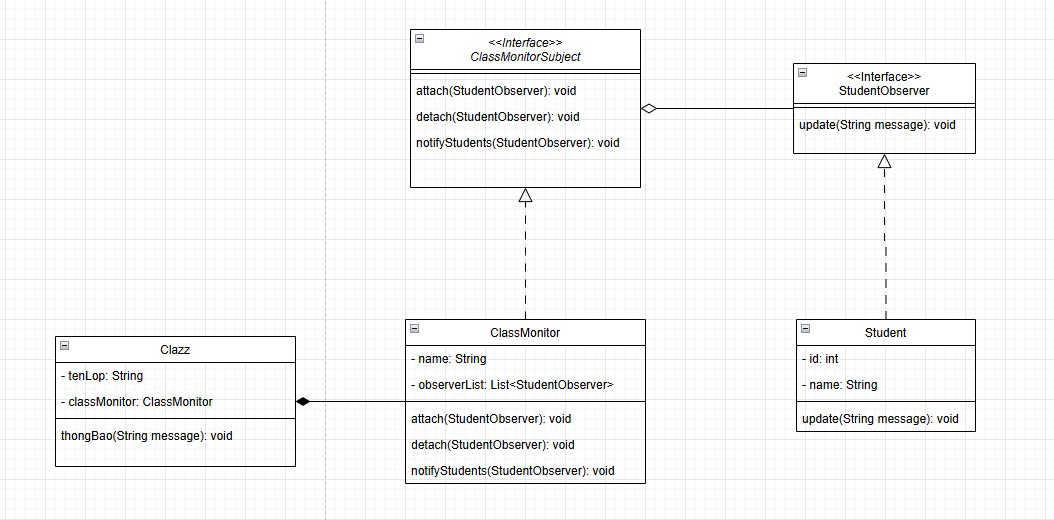 <<Interface>>
ClassMonitorSubject
attach(StudentObserver): void
detach(StudentObserver): void
notifyStudents(StudentObserver): void
<<Interface>>
StudentObserver
update(String message): void
Clazz
- tenLop: String
- classMonitor: ClassMonitor
thongBao(String message): void
ClassMonitor
- name: String
- observerList: List<StudentObserver>
attach(StudentObserver): void
detach(StudentObserver): void
notifyStudents(StudentObserver): void
Student
- id: int
- name: String
update(String message): void